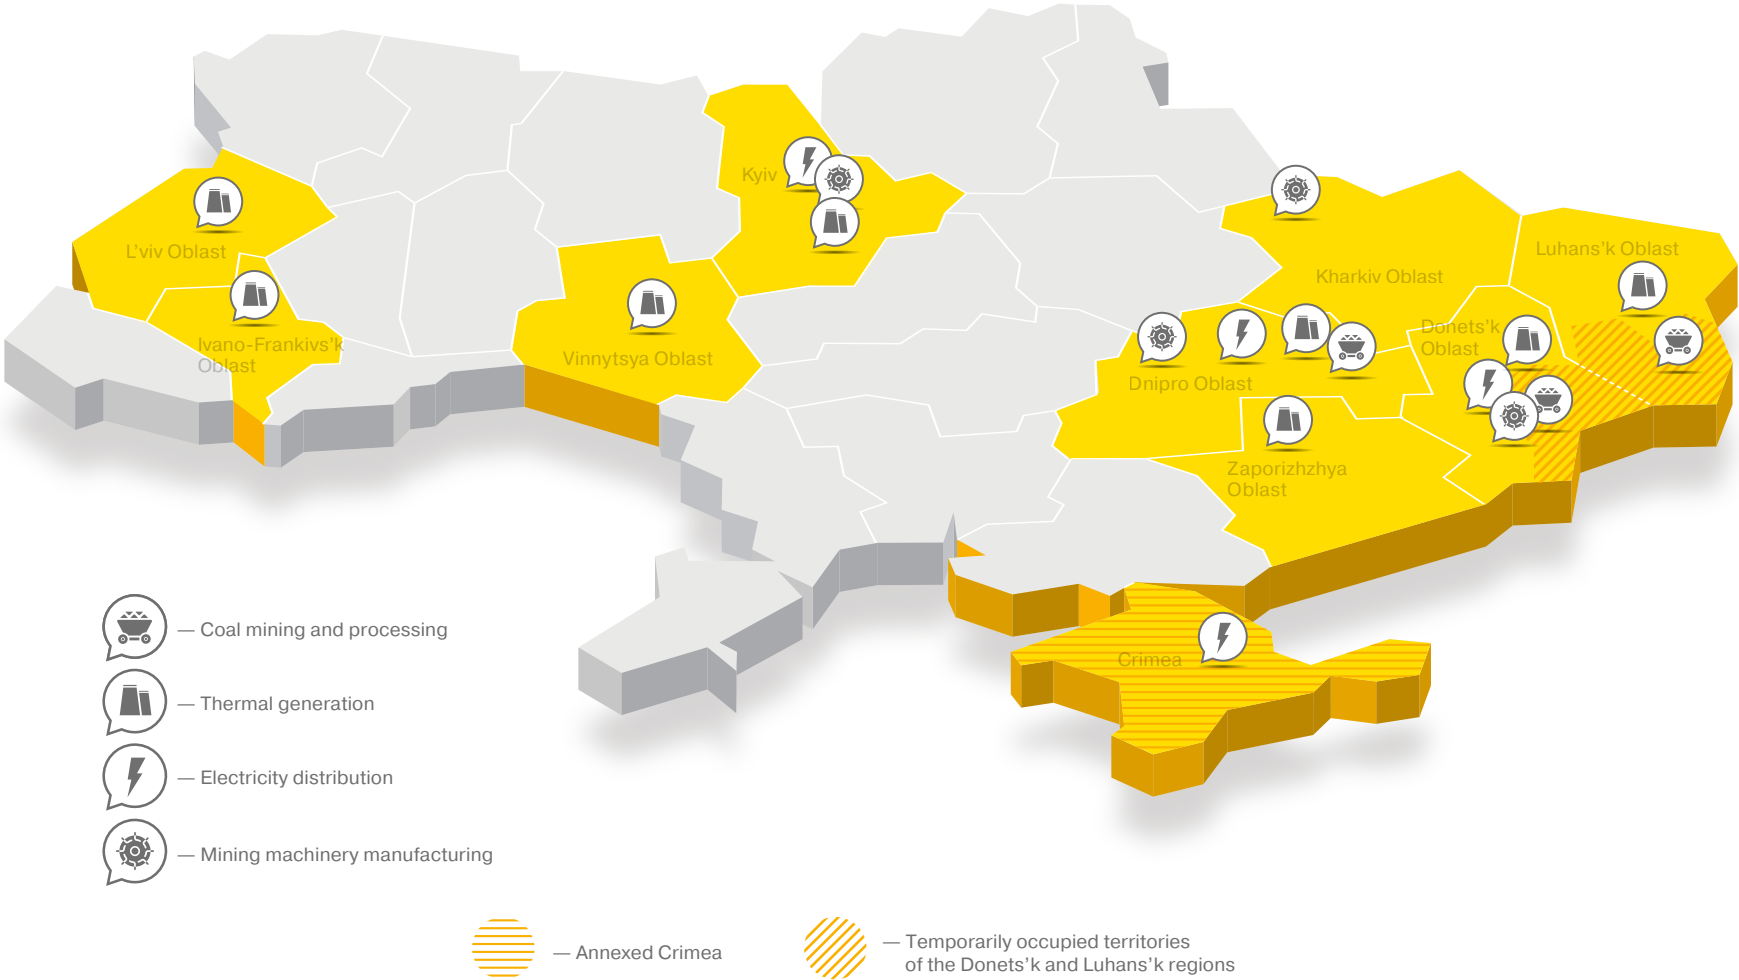 Kyiv
L'viv Oblast
Luhans'k Oblast
Kharkiv Oblast
Donets'k
Oblast
Ivano-Frankivs'k
Oblast
Vinnytsya Oblast
Dnipro Oblast
Zaporizhzhya
Oblast
Crimea
— Coal mining and processing
— Thermal generation
— Electricity distribution
— Mining machinery manufacturing
— Annexed Crimea
— Temporarily occupied territories
of the Donets'k and Luhans'k regions